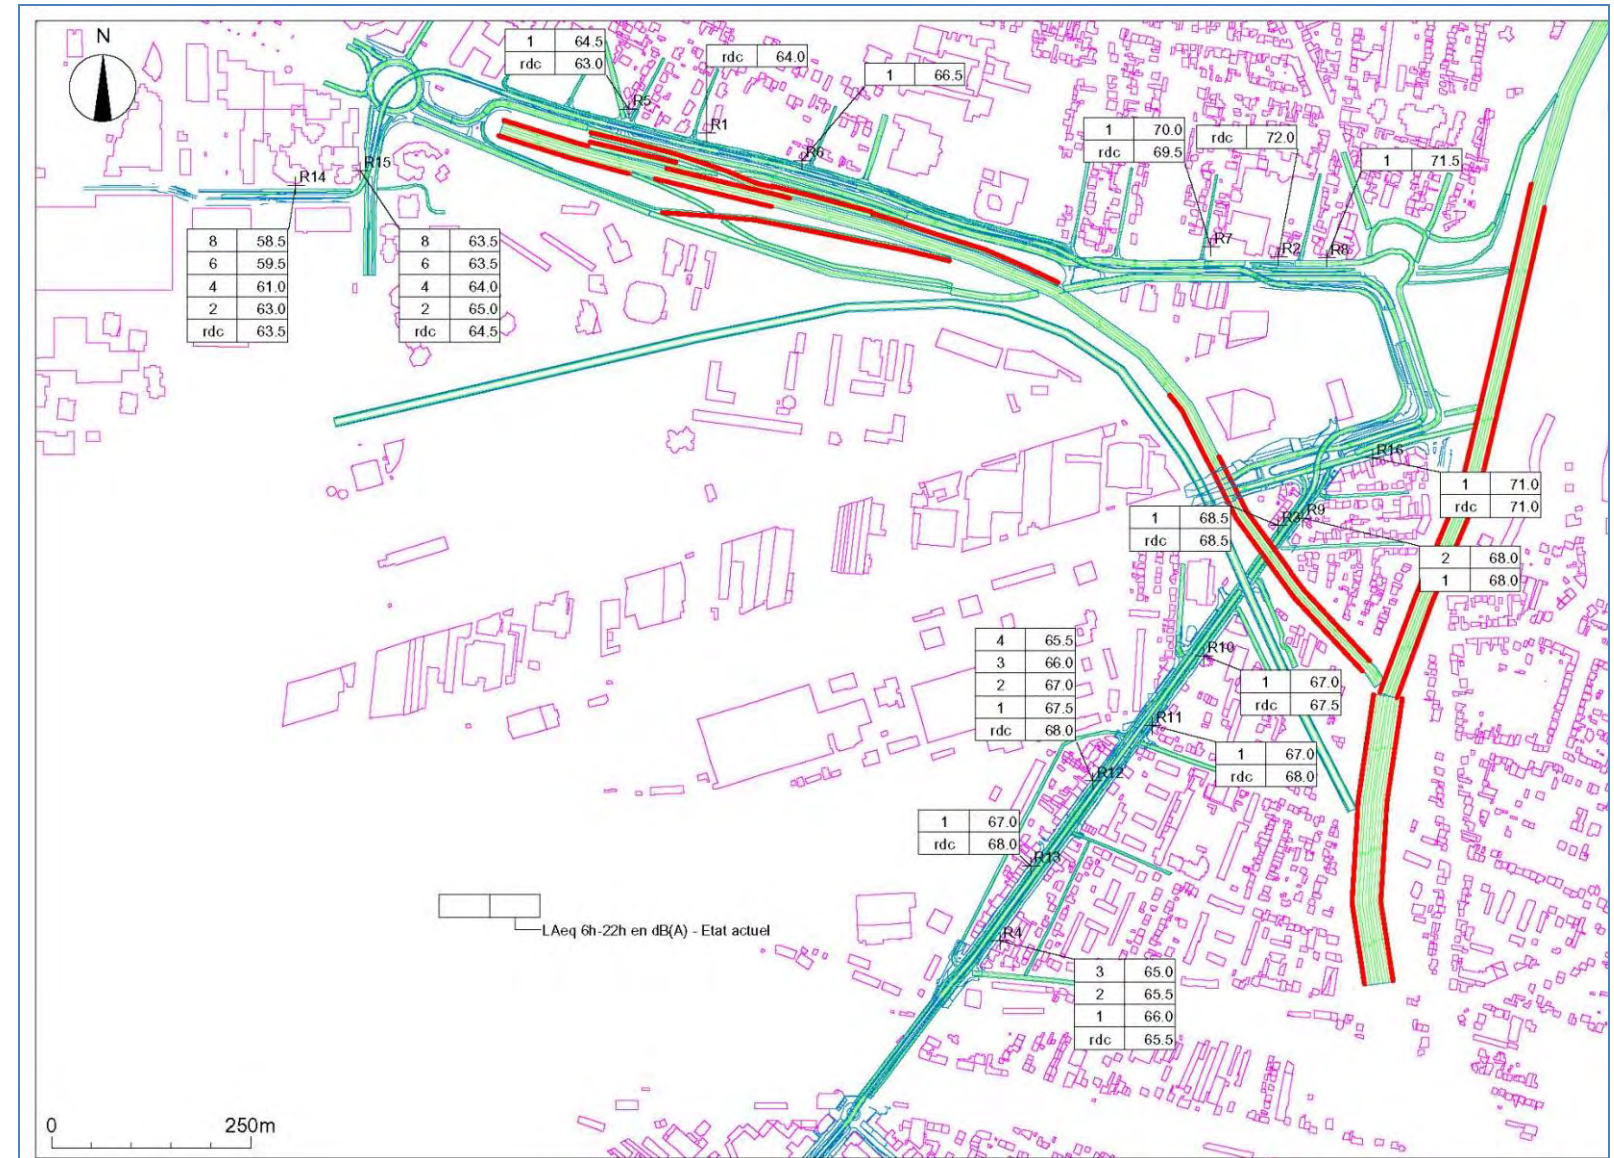 N
1 64.5
rdc 63.0
rdc 64.0
1 66.5
R5
R1
R6
1 70.0
rdc 69.5
rdc 72.0
1 71.5
R15
R14
R7
R2
R8
8 58.5
6 59.5
4 61.0
2 63.0
rdc 63.5
8 63.5
6 63.5
4 64.0
2 65.0
rdc 64.5
R16
1 71.0
rdc 71.0
R3
R9
1 68.5
rdc 68.5
2 68.0
1 68.0
4 65.5
3 66.0
2 67.0
1 67.5
rdc 68.0
R10
1 67.0
rdc 67.5
R11
1 67.0
rdc 68.0
R12
1 67.0
rdc 68.0
R13
LAeq 6h-22h en dB(A) - Etat actuel
R4
3 65.0
2 65.5
1 66.0
rdc 65.5
0 250m